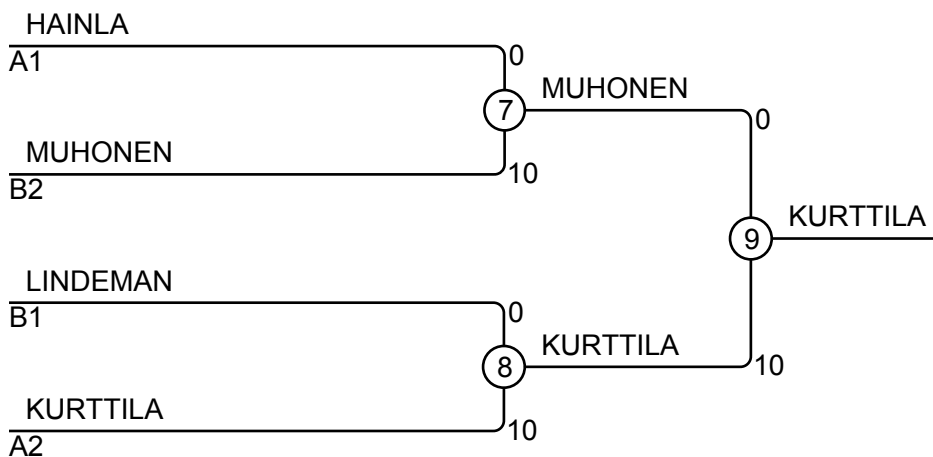 HAINLA
A1
0
7
MUHONEN
0
MUHONEN
B2
10
9
KURTTILA
LINDEMAN
B1
0
8
KURTTILA
10
KURTTILA
A2
10